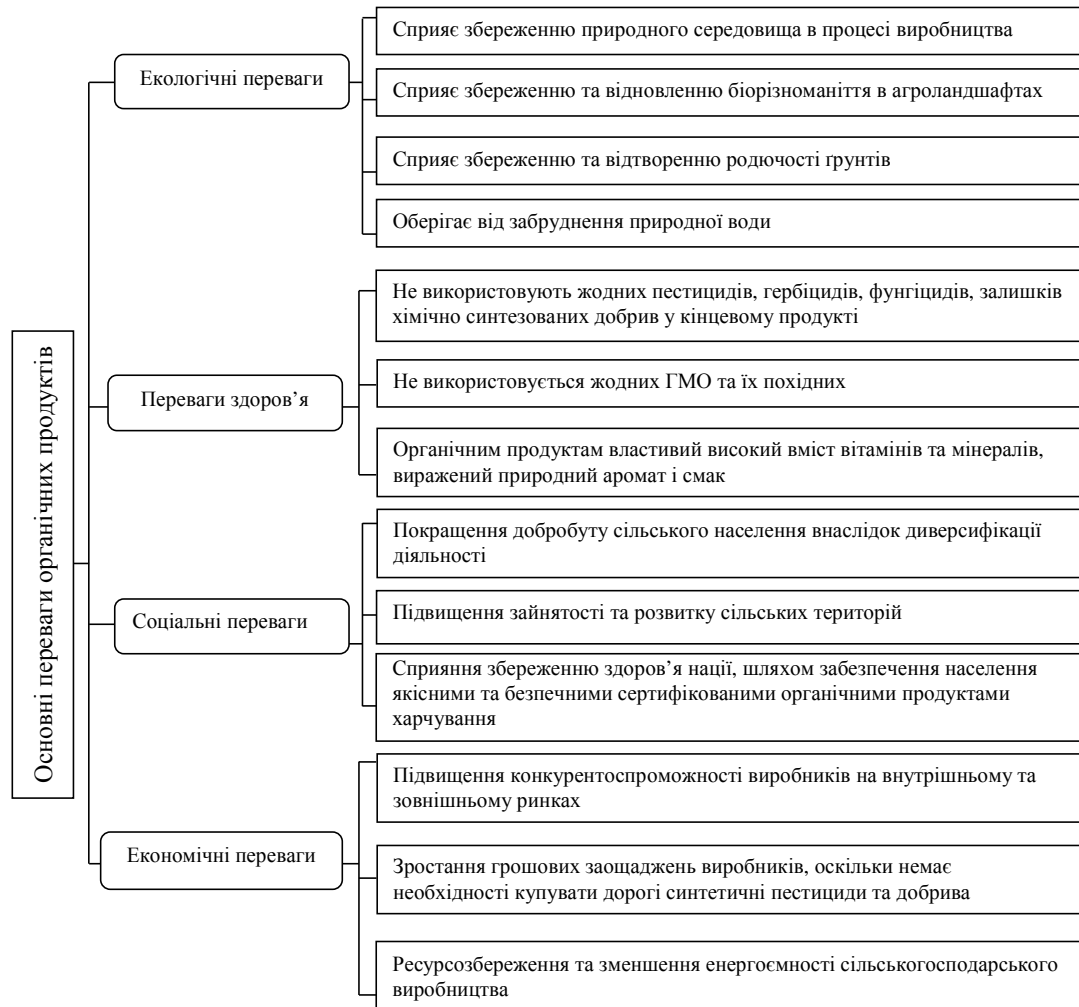 Основні переваги органічних продуктів
Екологічні переваги
Сприяє збереженню природного середовища в процесі виробництва
Сприяє збереженню та відновленню біорізноманіття в агроландшафтах
Сприяє збереженню та відтворенню родючості ґрунтів
Оберігає від забруднення природної води
Переваги здоров’я
Не використовують жодних пестицидів, гербіцидів, фунгіцидів, залишків
хімічно синтезованих добрив у кінцевому продукті
Не використовується жодних ГМО та їх похідних
Органічним продуктам властивий високий вміст вітамінів та мінералів,
виражений природний аромат і смак
Соціальні переваги
Покращення добробуту сільського населення внаслідок диверсифікації
діяльності
Підвищення зайнятості та розвитку сільських територій
Сприяння збереженню здоров’я нації, шляхом забезпечення населення
якісними та безпечними сертифікованими органічними продуктами
харчування
Економічні переваги
Підвищення конкурентоспроможності виробників на внутрішньому та
зовнішньому ринках
Зростання грошових заощаджень виробників, оскільки немає
необхідності купувати дорогі синтетичні пестициди та добрива
Ресурсозбереження та зменшення енергоємності сільськогосподарського
виробництва